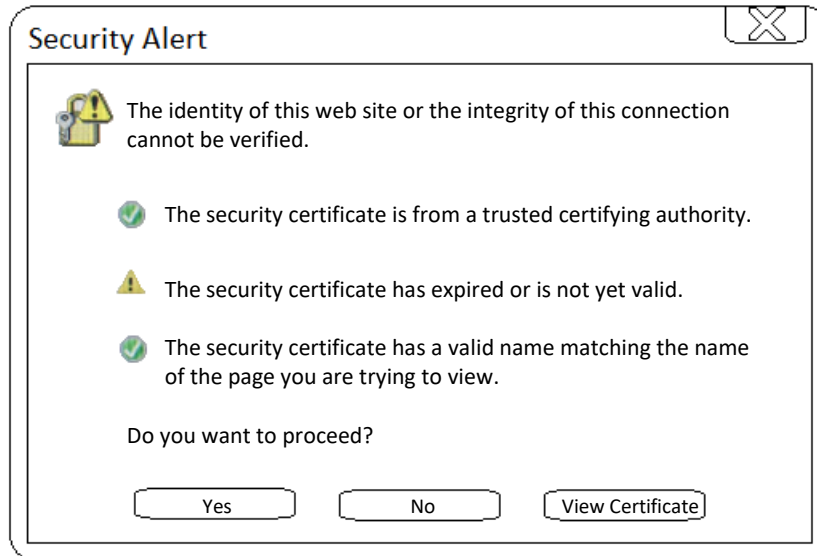 Security Alert
The identity of this web site or the integrity of this connection
cannot be verified.
The security certificate is from a trusted certifying authority.
The security certificate has expired or is not yet valid.
The security certificate has a valid name matching the name
of the page you are trying to view.
Do you want to proceed?
Yes No View Certificate